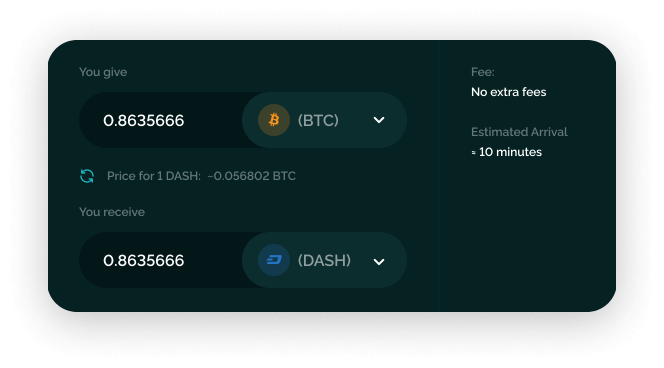 You give
0.8635666
(BTC)
Price for 1 DASH: ~0.056802 BTC
You receive
0.8635666
(DASH)
Fee:
No extra fees
Estimated Arrival
≈ 10 minutes